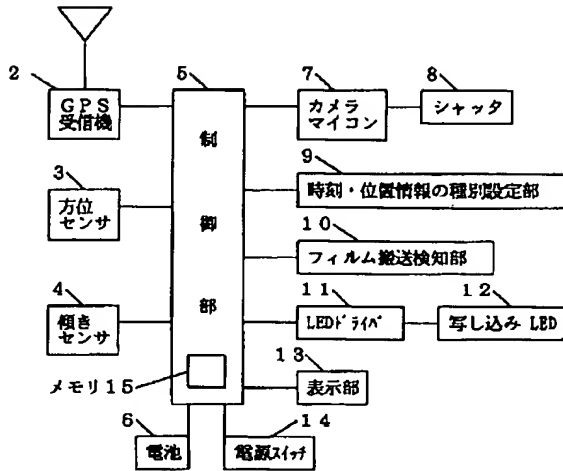 2
GPS
受信機
3
方位
センサ
4
傾き
センサ
5
制
御
部
メモリ15
6
電池
7
カメラ
マイコン
8
シャッタ
9
時刻・位置情報の種別設定部
10
フィルム搬送検知部
11
LEDドライバ
12
写し込み LED
13
表示部
14
電源スイッチ